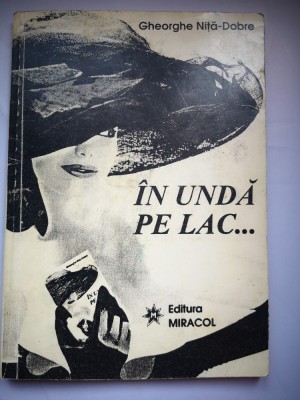 Gheorghe Niță-Dobre
ÎN UNDĂ
PE LAC...
Editura
MIRACOL